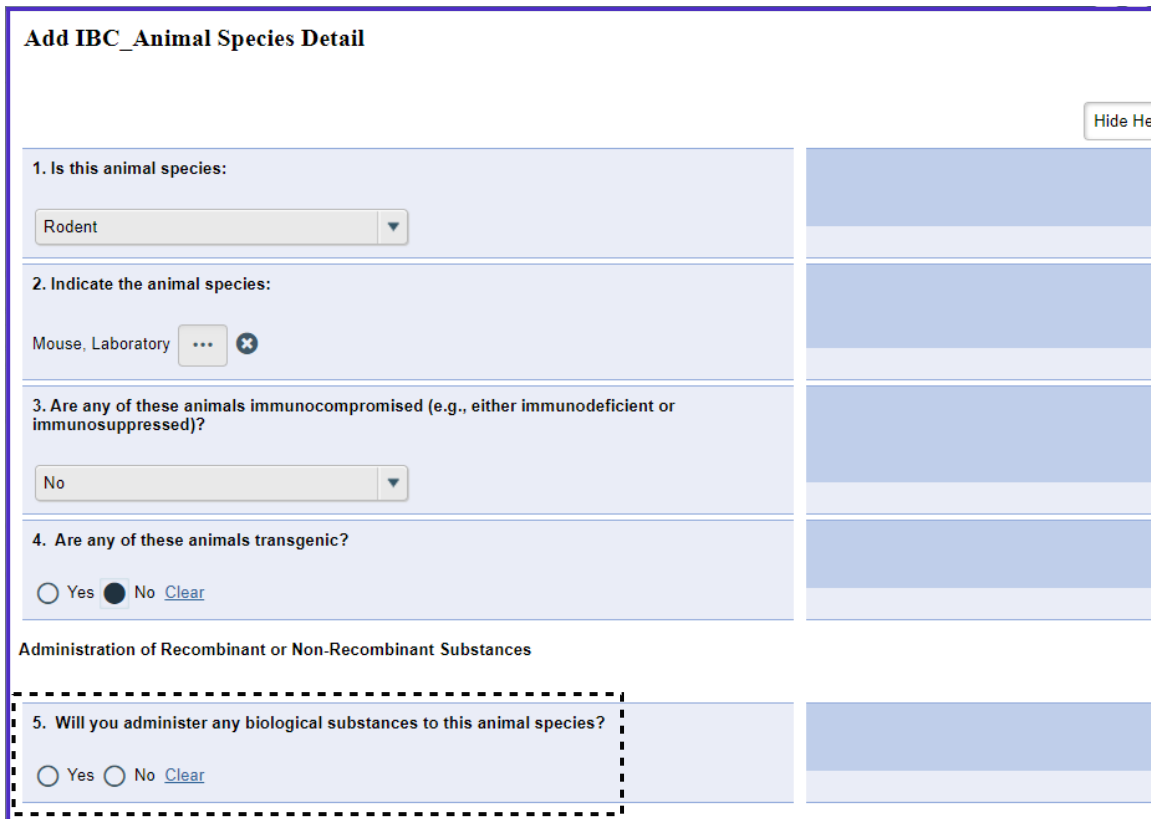 Add IBC_Animal Species Detail
Hide He
1. Is this animal species:
Rodent
2. Indicate the animal species:
Mouse, Laboratory ...
3. Are any of these animals immunocompromised (e.g., either immunodeficient or
immunosuppressed)?
No
4. Are any of these animals transgenic?
Yes No Clear
Administration of Recombinant or Non-Recombinant Substances
5. Will you administer any biological substances to this animal species?
Yes No Clear